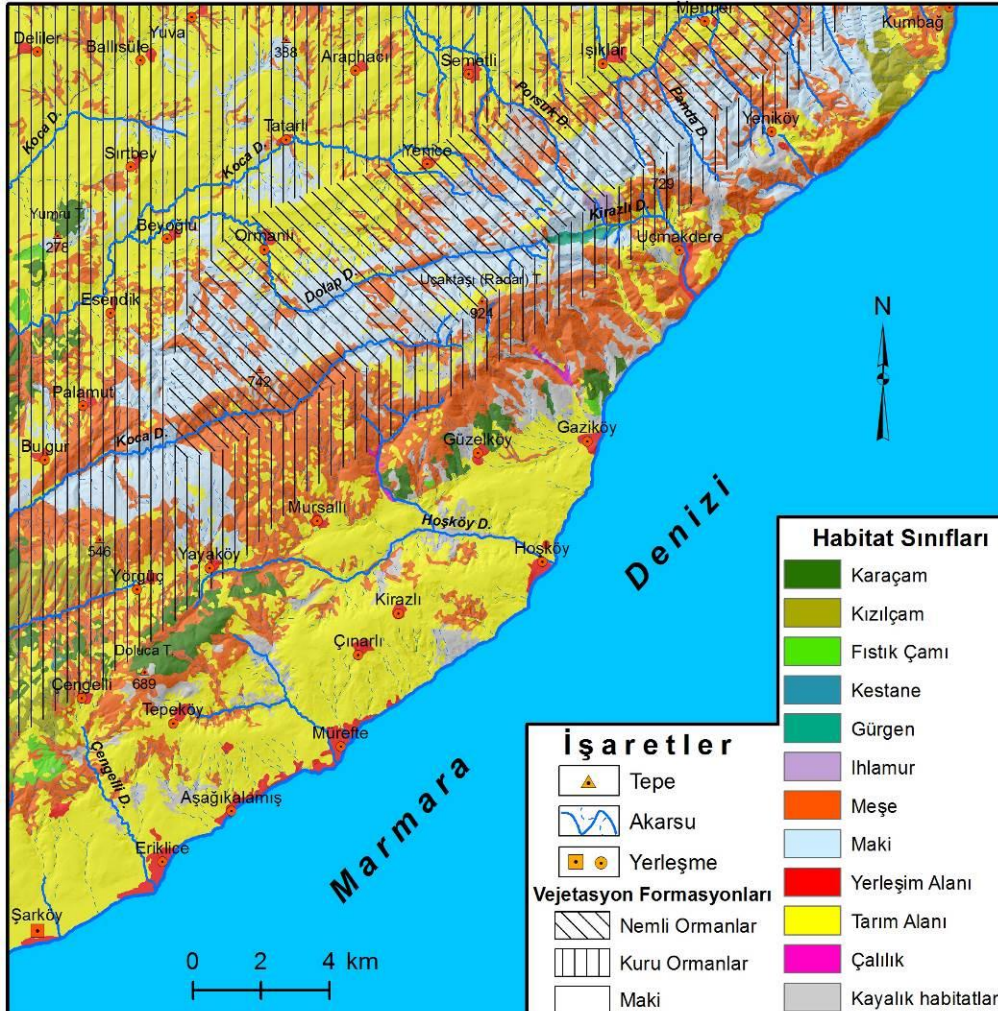 Deliler
Ballısüle
Yuva
388
Araphacı
Semetli
Işıklar
Mermer
Kumbağ
Koca D.
Sırtbey
Tatarlı
Koca D.
Yenice
Porsuk D.
Panda D.
Yeniköy
Yumru T.
278
Beyoğlu
Ormanlı
Dolap D.
Kirazlı D.
729
Uçmakdere
Esendik
Uçaktaşı (Radar) T.
924
N
Palamut
742
Bulgur
Koca D.
Güzelköy
Gaziköy
Mursallı
Hoşköy D.
Hoşköy
546
Yayaköy
Yörgüç
Kirazlı
Çınarlı
Doluca T.
689
Çengelli
Tepeköy
Mürefte
Çengelli D.
Aşağıkalamış
Eriklice
Şarköy
Marmara Denizi
0 2 4 km
İşaretler
Tepe
Akarsu
Yerleşme
Vejetasyon Formasyonları
Nemli Ormanlar
Kuru Ormanlar
Maki
Habitat Sınıfları
Karaçam
Kızılçam
Fıstık Çamı
Kestane
Gürgen
Ihlamur
Meşe
Maki
Yerleşim Alanı
Tarım Alanı
Çalılık
Kayalık habitatlar